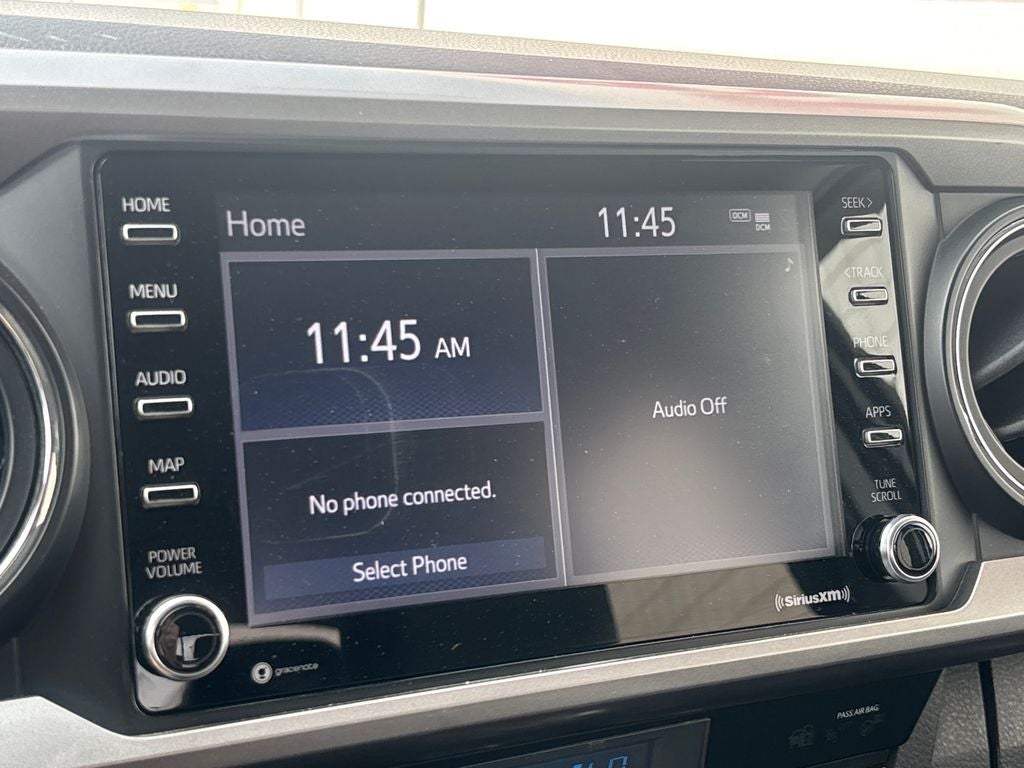 HOME
MENU
AUDIO
MAP
POWER
VOLUME
Home
11:45
DCM
DCM
11:45 AM
No phone connected.
Select Phone
Audio Off
SEEK >
< TRACK
PHONE
APPS
TUNE
SCROLL
gracenote
((SiriusXM))
PASS AIR BAG